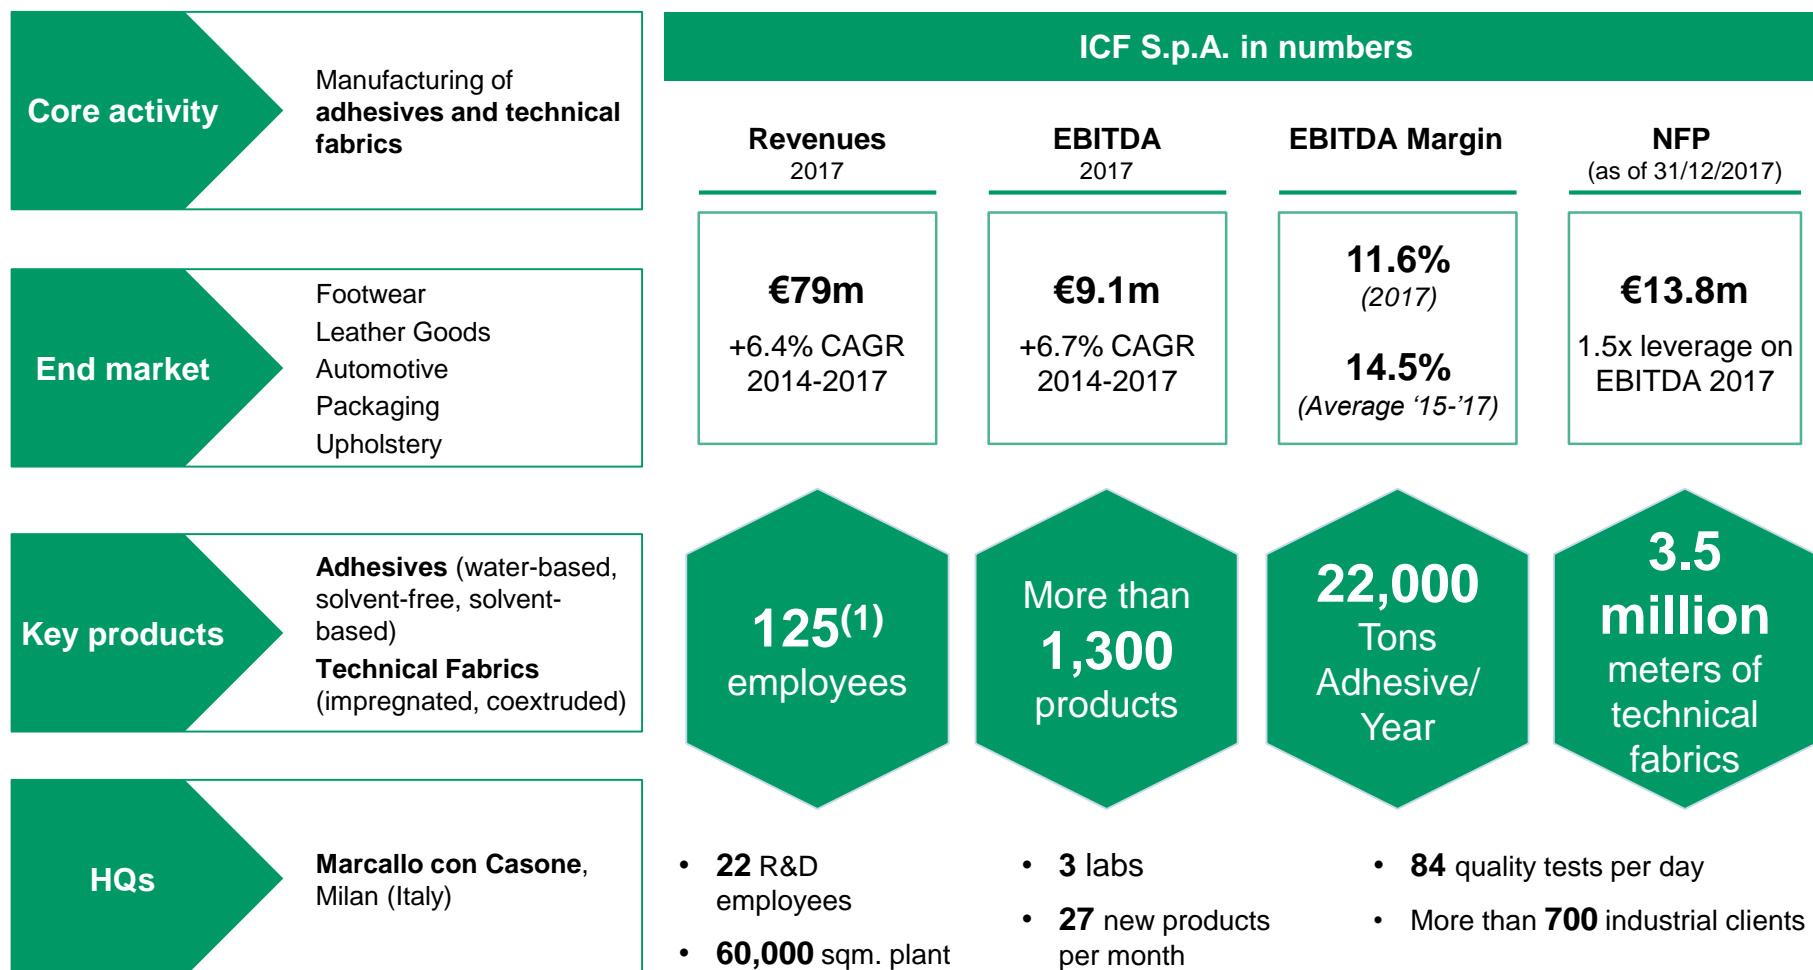 Core activity
Manufacturing of
adhesives and technical
fabrics
End market
Footwear
Leather Goods
Automotive
Packaging
Upholstery
Key products
Adhesives (water-based,
solvent-free, solvent-
based)
Technical Fabrics
(impregnated, coextruded)
HQs
Marcallo con Casone,
Milan (Italy)
ICF S.p.A. in numbers
Revenues
2017
€79m
+6.4% CAGR
2014-2017
EBITDA
2017
€9.1m
+6.7% CAGR
2014-2017
EBITDA Margin
11.6%
(2017)
14.5%
(Average ‘15-’17)
NFP
(as of 31/12/2017)
€13.8m
1.5x leverage on
EBITDA 2017
125(1)
employees
More than
1,300
products
22,000
Tons
Adhesive/
Year
3.5
million
meters of
technical
fabrics
• 22 R&D
employees
• 60,000 sqm. plant
• 3 labs
• 27 new products
per month
• 84 quality tests per day
• More than 700 industrial clients